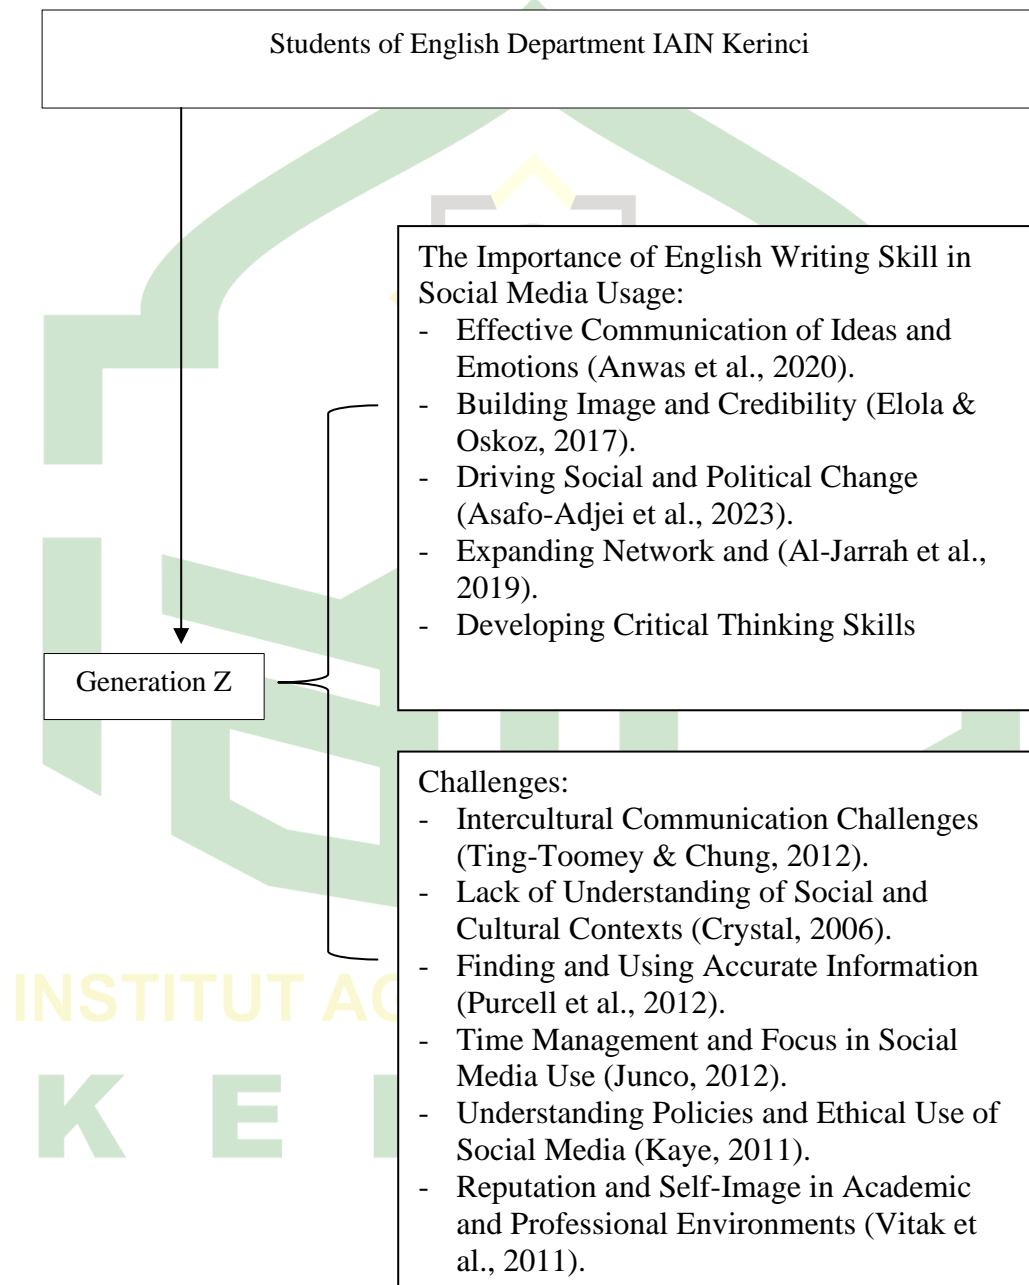 Students of English Department IAIN Kerinci
The Importance of English Writing Skill in
Social Media Usage:
- Effective Communication of Ideas and
Emotions (Anwas et al., 2020).
- Building Image and Credibility (Elola &
Oskoz, 2017).
- Driving Social and Political Change
(Asafo-Adjei et al., 2023).
- Expanding Network and (Al-Jarrah et al.,
2019).
- Developing Critical Thinking Skills
Generation Z
Challenges:
- Intercultural Communication Challenges
(Ting-Toomey & Chung, 2012).
- Lack of Understanding of Social and
Cultural Contexts (Crystal, 2006).
- Finding and Using Accurate Information
(Purcell et al., 2012).
- Time Management and Focus in Social
Media Use (Junco, 2012).
- Understanding Policies and Ethical Use of
Social Media (Kaye, 2011).
- Reputation and Self-Image in Academic
and Professional Environments (Vitak et
al., 2011).
INSTITUT
K E